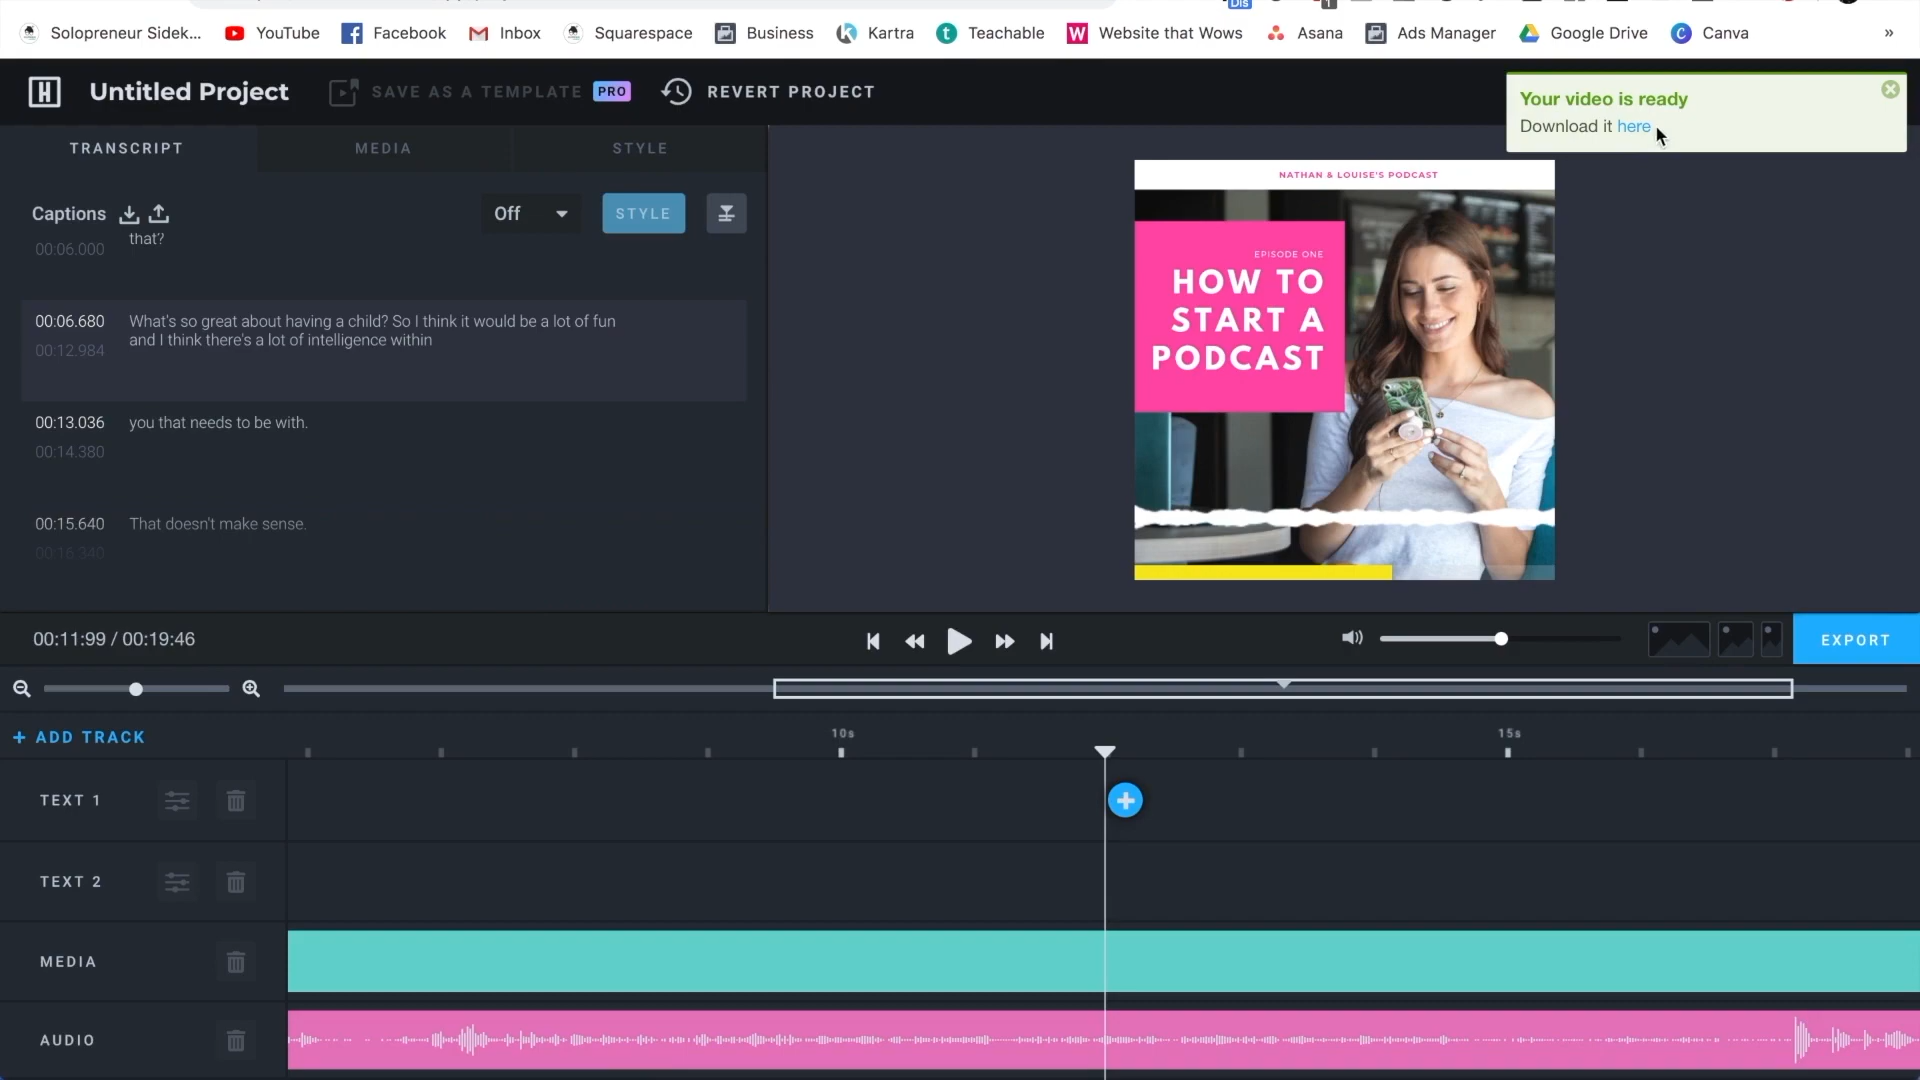 Dis
1
Solopreneur Sidek...
YouTube
Facebook
Inbox
Squarespace
Business
Kartra
Teachable
Website that Wows
Asana
Ads Manager
Google Drive
Canva
»
Untitled Project
SAVE AS A TEMPLATE PRO
REVERT PROJECT
Your video is ready
Download it here
TRANSCRIPT
MEDIA
STYLE
Captions
Off
STYLE
00:06.000
that?
00:06.680
What's so great about having a child? So I think it would be a lot of fun
and I think there's a lot of intelligence within
00:12.984
00:13.036
you that needs to be with.
00:14.380
00:15.640
That doesn't make sense.
00:16.340
NATHAN & LOUISE'S PODCAST
EPISODE ONE
HOW TO
START A
PODCAST
00:11:99 / 00:19:46
EXPORT
+ ADD TRACK
10s
15s
TEXT 1
TEXT 2
MEDIA
AUDIO